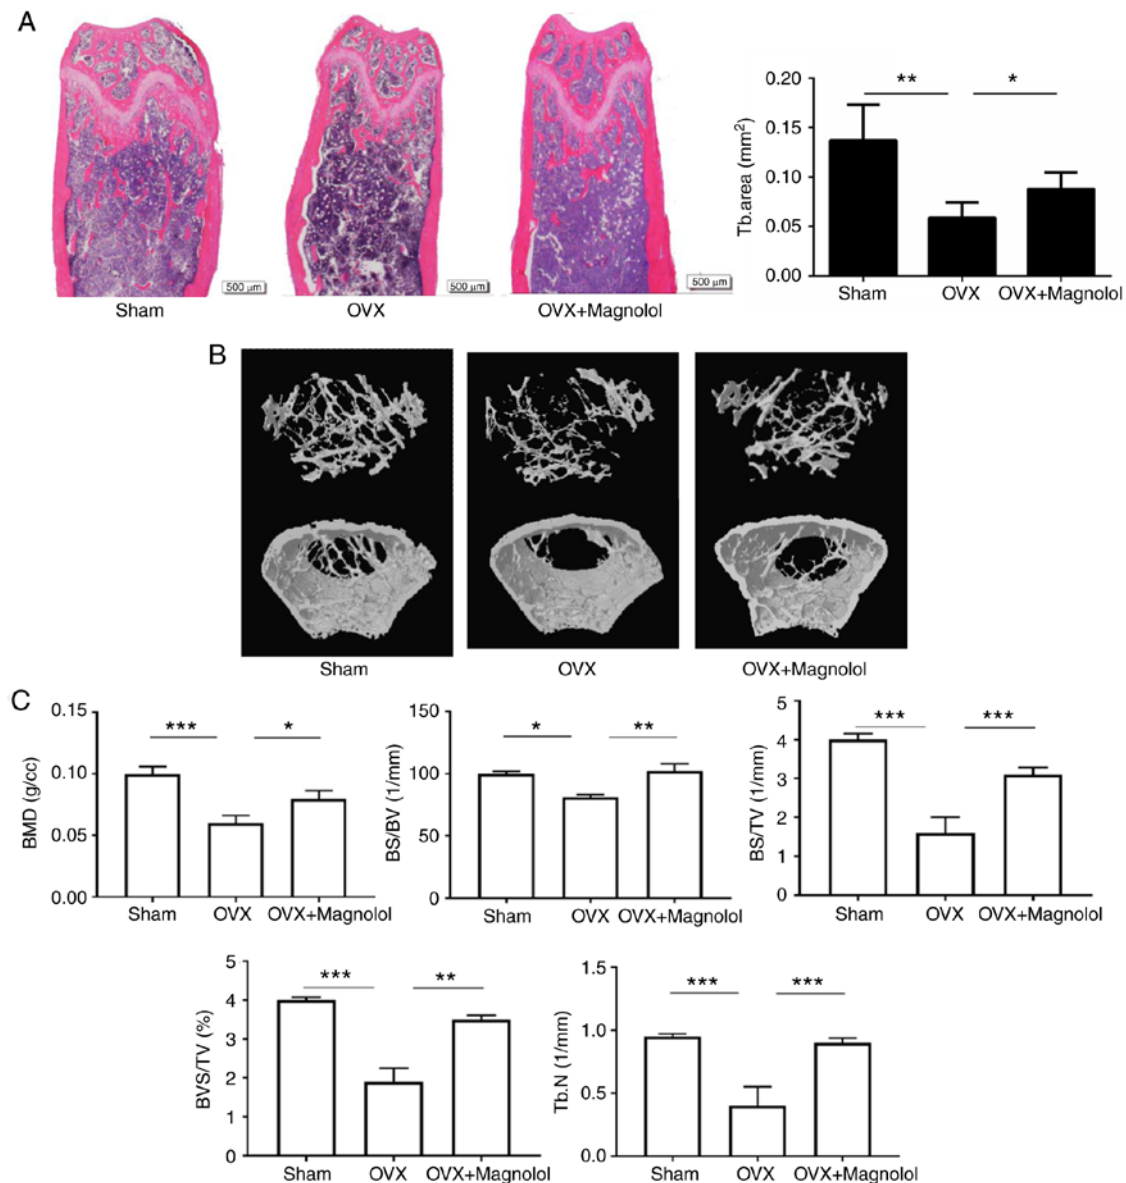 A
500 μm
500 μm
500 μm
Sham
OVX
OVX+Magnolol
Tb.area (mm²)
0.20
0.15
0.10
0.05
0.00
**
*
Sham
OVX
OVX+Magnolol
B
Sham
OVX
OVX+Magnolol
C
BMD (g/cc)
0.15
0.10
0.05
0.00
***
*
Sham
OVX
OVX+Magnolol
BS/BV (1/mm)
150
100
50
0
*
**
Sham
OVX
OVX+Magnolol
BS/TV (1/mm)
5
4
3
2
1
0
***
***
Sham
OVX
OVX+Magnolol
BVS/TV (%)
5
4
3
2
1
0
***
**
Sham
OVX
OVX+Magnolol
Tb.N (1/mm)
1.5
1.0
0.5
0.0
***
***
Sham
OVX
OVX+Magnolol